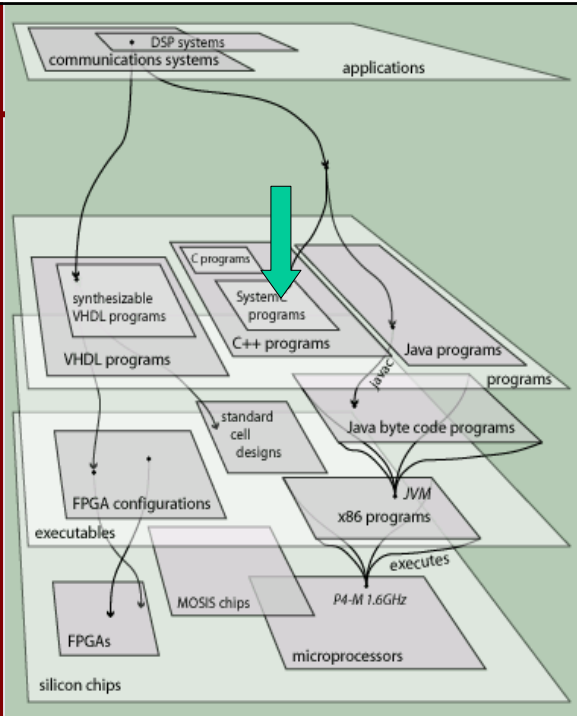 DSP systems
communications systems
applications
C programs
synthesizable
VHDL programs
SystemC
programs
C++ programs
VHDL programs
Java programs
programs
javac
standard
cell
designs
Java byte code programs
FPGA configurations
JVM
x86 programs
executables
executes
MOSIS chips
P4-M 1.6GHz
FPGAs
microprocessors
silicon chips